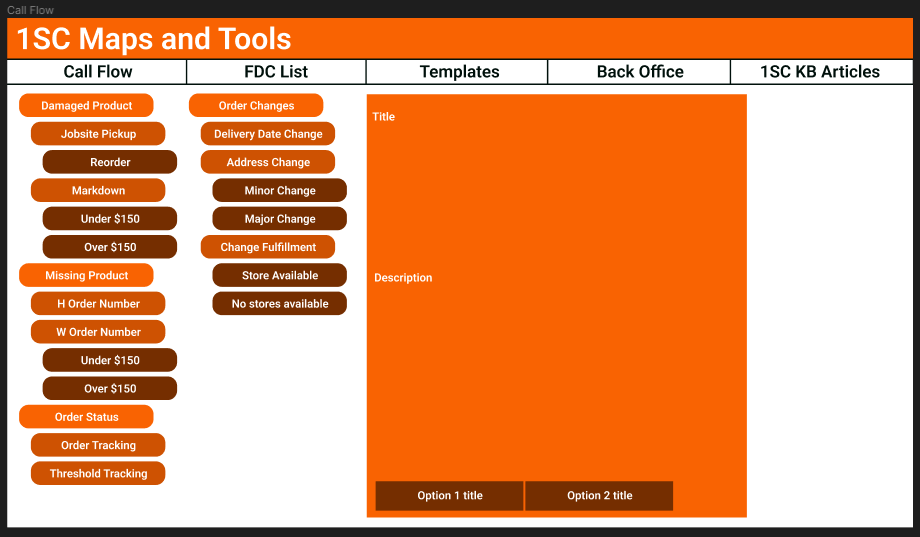 Call Flow
1SC Maps and Tools
Call Flow
FDC List
Templates
Back Office
1SC KB Articles
Damaged Product
Jobsite Pickup
Reorder
Markdown
Under $150
Over $150
Missing Product
H Order Number
W Order Number
Under $150
Over $150
Order Status
Order Tracking
Threshold Tracking
Order Changes
Delivery Date Change
Address Change
Minor Change
Major Change
Change Fulfillment
Store Available
No stores available
Title
Description
Option 1 title
Option 2 title